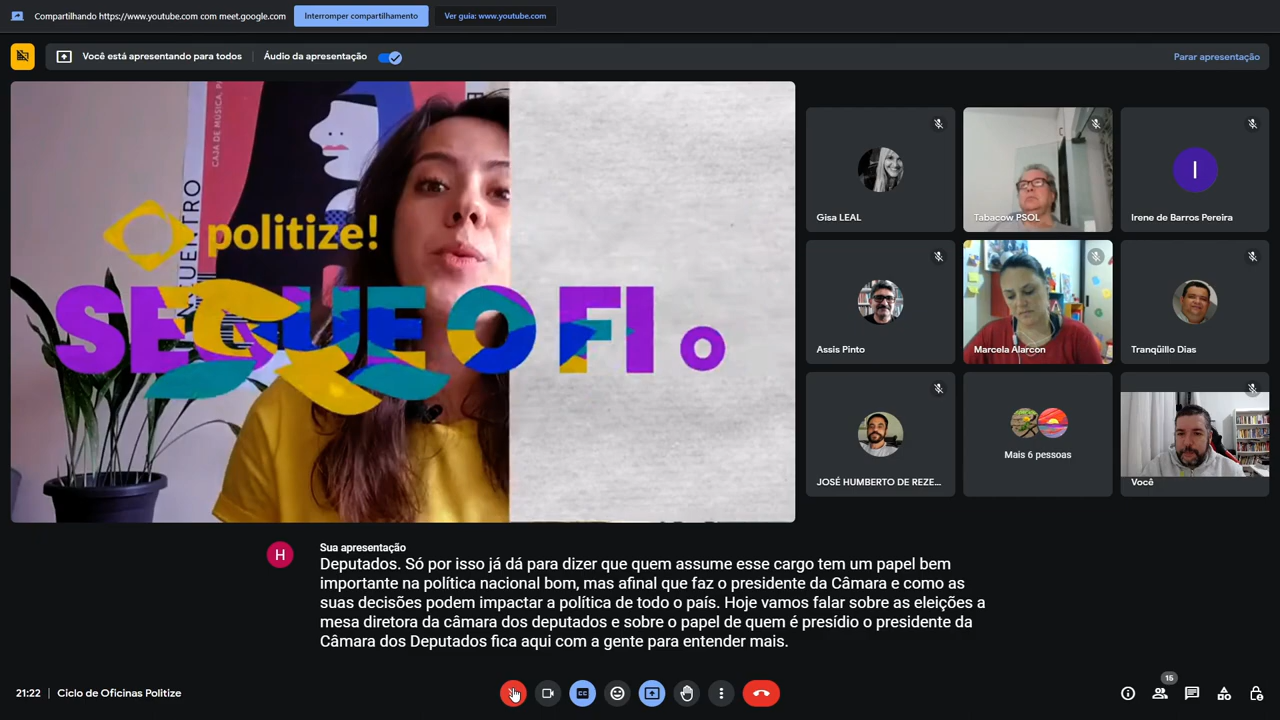 Compartilhando https://www.youtube.com com meet.google.com
Interromper compartilhamento
Ver guia: www.youtube.com
Você está apresentando para todos
Áudio da apresentação
Parar apresentação
CAJA DE MÚSICA, PA
politize!
SEGUE O FI o
Gisa LEAL
Tabacow PSOL
I
Irene de Barros Pereira
Assis Pinto
Marcela Alarcon
Tranqüillo Dias
JOSÉ HUMBERTO DE REZE...
Mais 6 pessoas
Você
H
Sua apresentação
Deputados. Só por isso já dá para dizer que quem assume esse cargo tem um papel bem
importante na política nacional bom, mas afinal que faz o presidente da Câmara e como as
suas decisões podem impactar a política de todo o país. Hoje vamos falar sobre as eleições a
mesa diretora da câmara dos deputados e sobre o papel de quem é presídio o presidente da
Câmara dos Deputados fica aqui com a gente para entender mais.
21:22
Ciclo de Oficinas Politize
CC
15